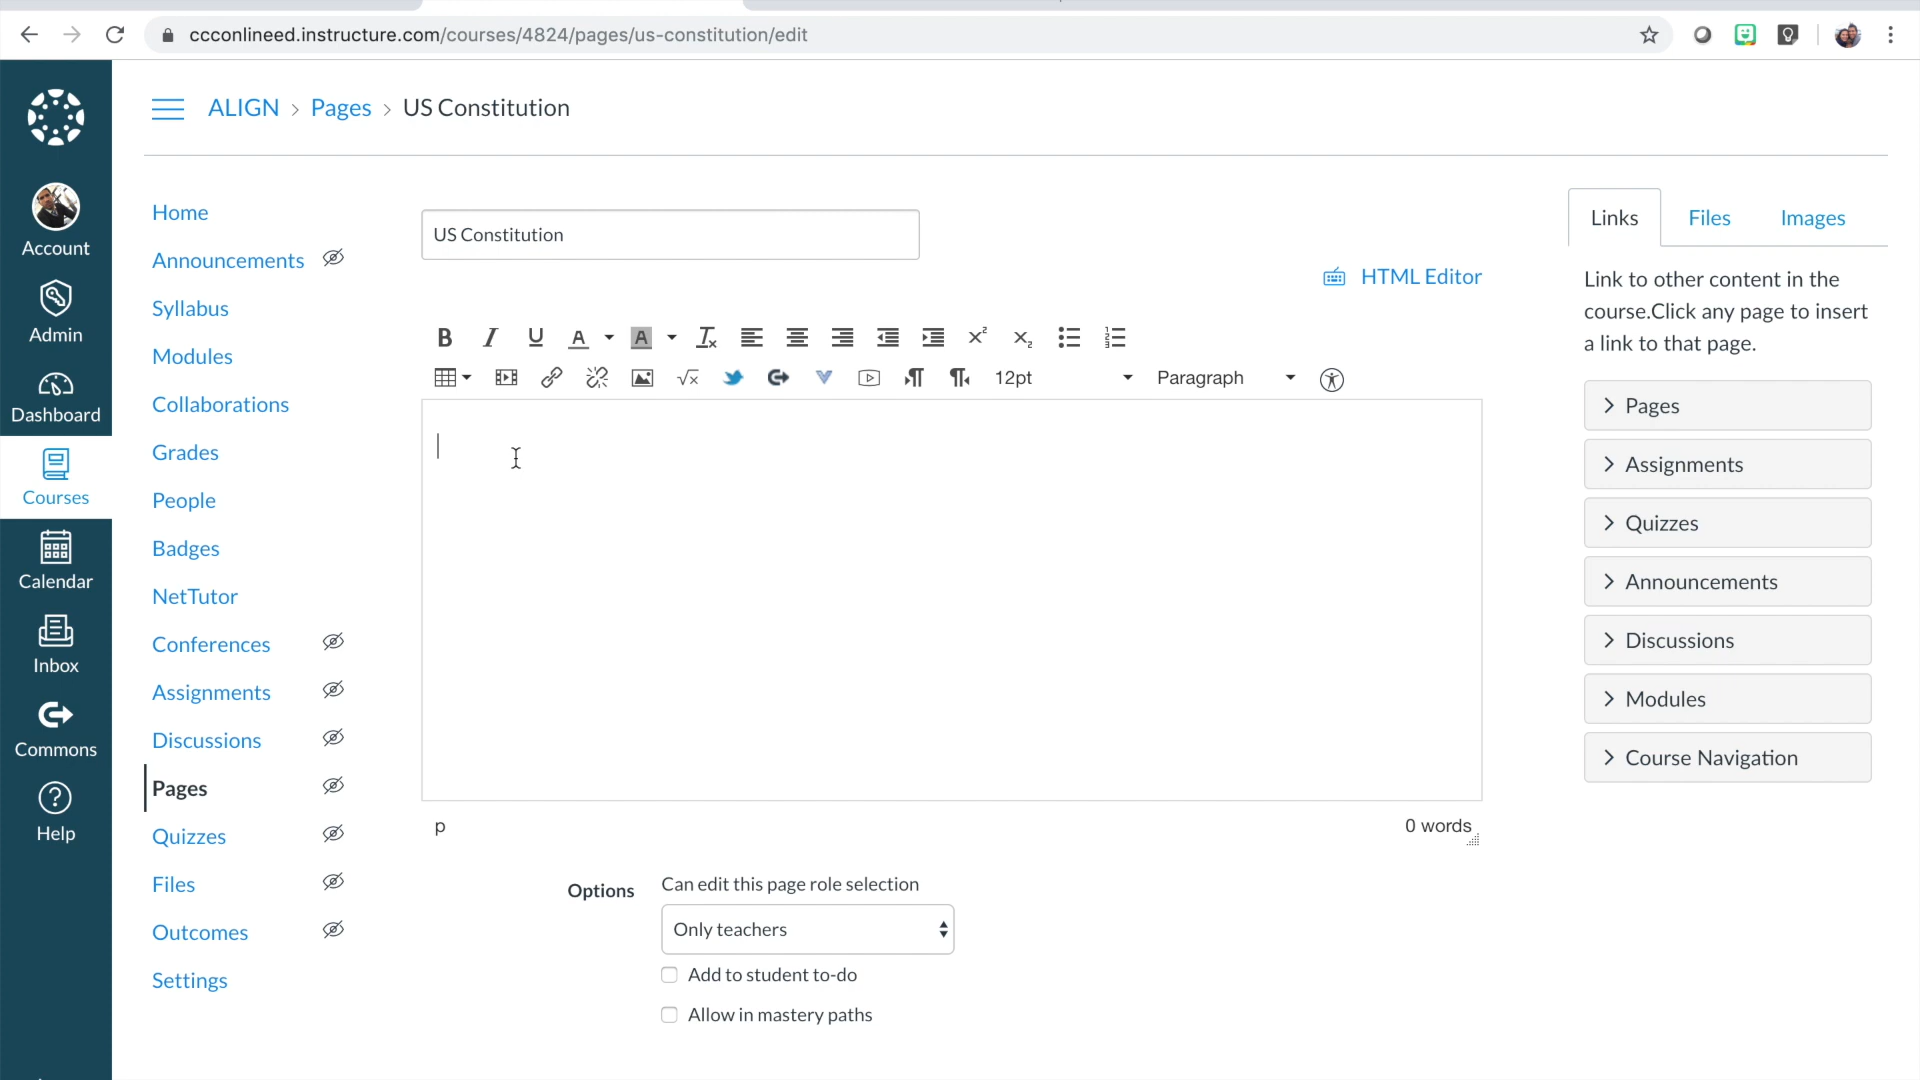 ccconlineed.instructure.com/courses/4824/pages/us-constitution/edit
ALIGN > Pages > US Constitution
Account
Admin
Dashboard
Courses
Calendar
Inbox
Commons
Help
Home
Announcements
Syllabus
Modules
Collaborations
Grades
People
Badges
NetTutor
Conferences
Assignments
Discussions
Pages
Quizzes
Files
Outcomes
Settings
US Constitution
HTML Editor
12pt
Paragraph
p
0 words
Options
Can edit this page role selection
Only teachers
Add to student to-do
Allow in mastery paths
Links Files Images
Link to other content in the
course.Click any page to insert
a link to that page.
Pages
Assignments
Quizzes
Announcements
Discussions
Modules
Course Navigation